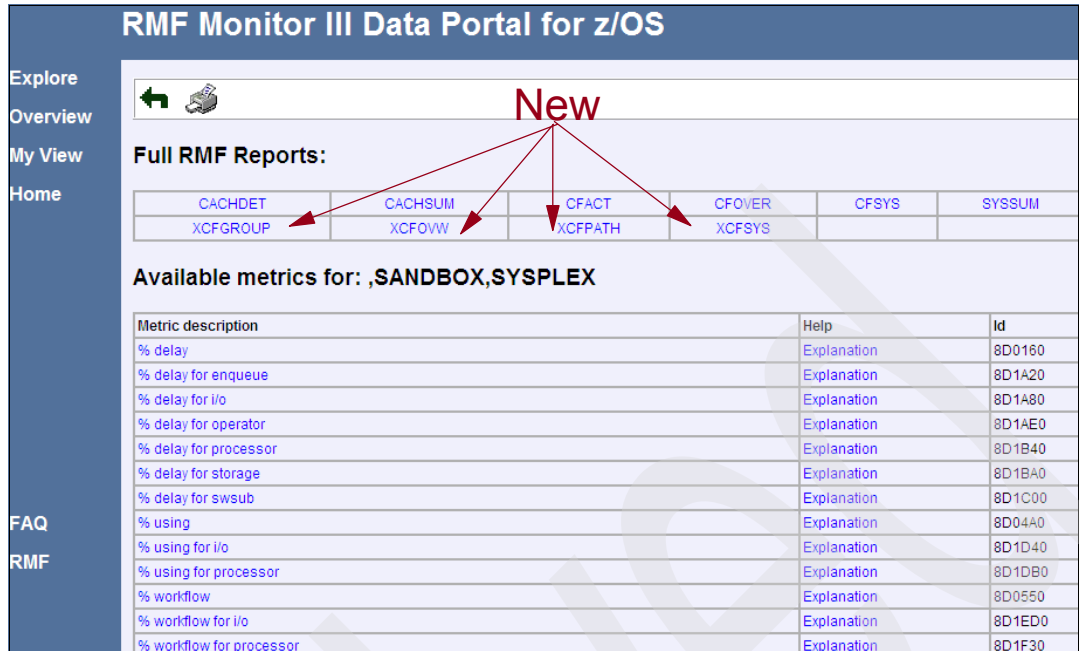 RMF Monitor III Data Portal for z/OS
Explore
Overview
My View
Home
FAQ
RMF
New
Full RMF Reports:
CACHDET CACHSUM CFACT CFOVER CFSYS SYSSUM
XCFGROUP XCFOVW XCFPATH XCFSYS
Available metrics for: ,SANDBOX,SYSPLEX
Metric description Help Id
% delay Explanation 8D0160
% delay for enqueue Explanation 8D1A20
% delay for i/o Explanation 8D1A80
% delay for operator Explanation 8D1AE0
% delay for processor Explanation 8D1B40
% delay for storage Explanation 8D1BA0
% delay for swsub Explanation 8D1C00
% using Explanation 8D04A0
% using for i/o Explanation 8D1D40
% using for processor Explanation 8D1DB0
% workflow Explanation 8D0550
% workflow for i/o Explanation 8D1ED0
% workflow for processor Explanation 8D1F30